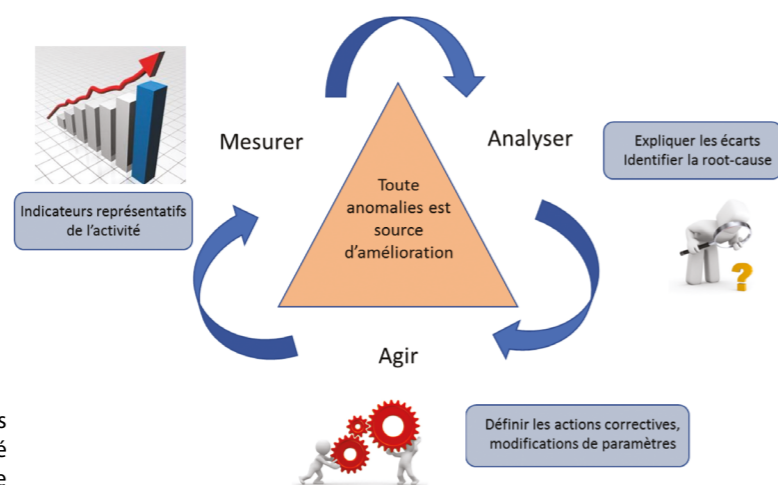 Mesurer
Analyser
Expliquer les écarts
Identifier la root-cause
Toute
anomalies est
source
d’amélioration
Indicateurs représentatifs
de l’activité
?
Agir
Définir les actions correctives,
modifications de paramètres
s
é
e